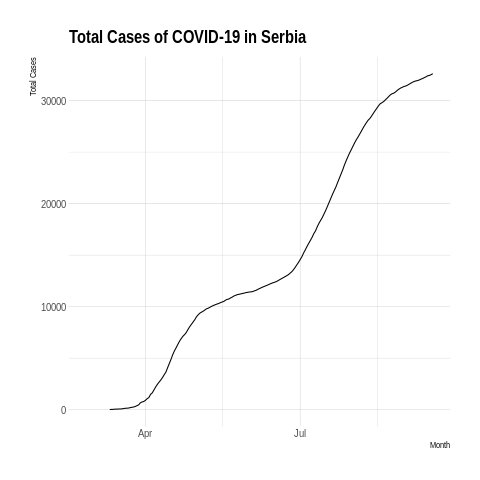 Total Cases of COVID-19 in Serbia
Total Cases
30000
20000
10000
0
Apr Jul
Month